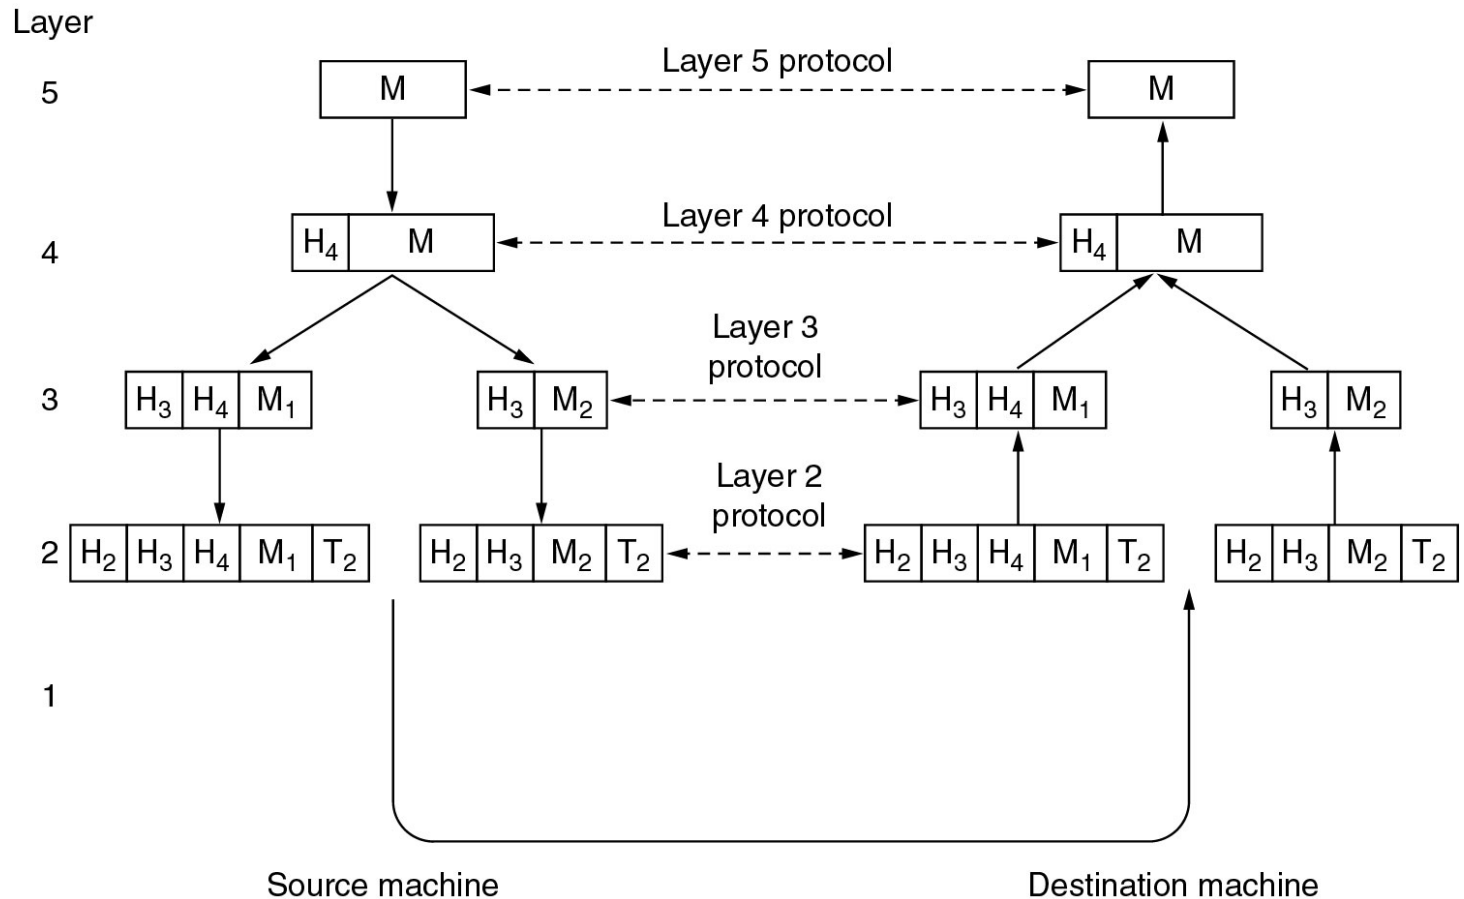 Layer
5 M Layer 5 protocol M
4 H4 M Layer 4 protocol H4 M
Layer 3
protocol
3 H3 H4 M1 H3 M2 H3 H4 M1 H3 M2
Layer 2
protocol
2 H2 H3 H4 M1 T2 H2 H3 M2 T2 H2 H3 H4 M1 T2 H2 H3 M2 T2
1
Source machine Destination machine